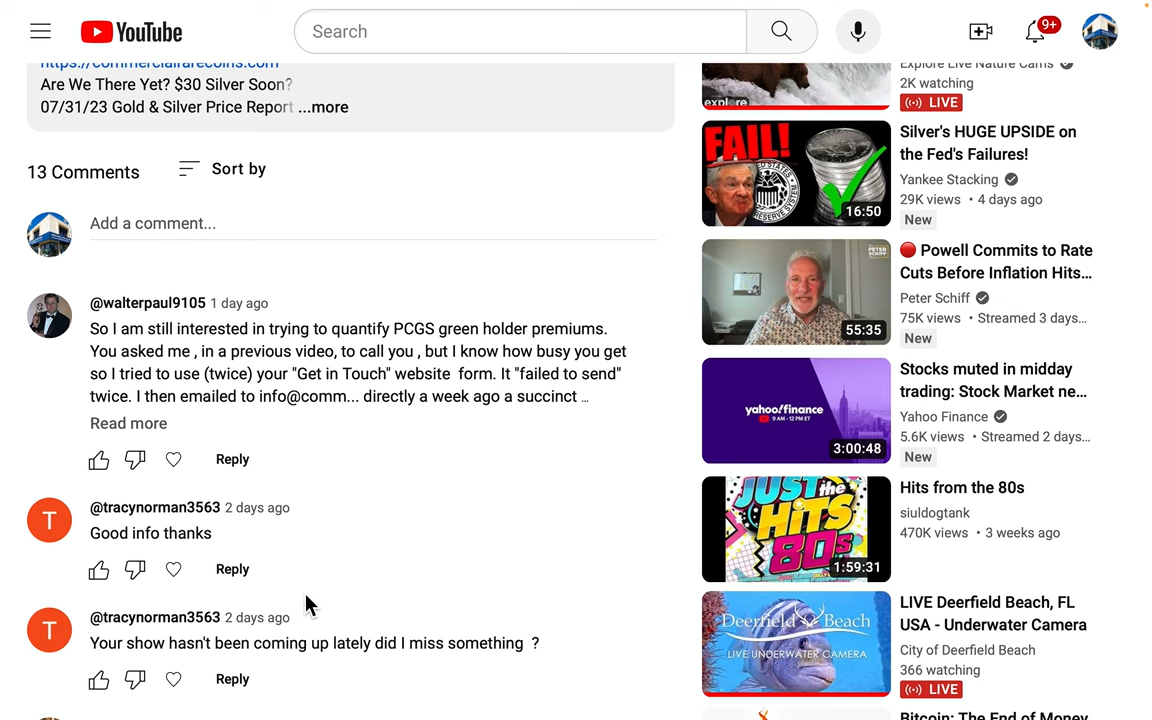 YouTube
Search
9+
https://commercialrarecoins.com
Are We There Yet? $30 Silver Soon?
07/31/23 Gold & Silver Price Report ...more
13 Comments
Sort by
Add a comment...
@walterpaul9105 1 day ago
So I am still interested in trying to quantify PCGS green holder premiums.
You asked me , in a previous video, to call you , but I know how busy you get
so I tried to use (twice) your "Get in Touch" website form. It "failed to send"
twice. I then emailed to info@comm... directly a week ago a succinct ...
Read more
Reply
T
@tracynorman3563 2 days ago
Good info thanks
Reply
T
@tracynorman3563 2 days ago
Your show hasn't been coming up lately did I miss something ?
Reply
explore
Explore Live Nature Cams
2K watching
LIVE
FAIL!
16:50
Silver's HUGE UPSIDE on
the Fed's Failures!
Yankee Stacking
29K views • 4 days ago
New
PETER
SCHIFF
55:35
Powell Commits to Rate
Cuts Before Inflation Hits...
Peter Schiff
75K views • Streamed 3 days...
New
yahoo!finance
9 AM - 12 PM ET
3:00:48
Stocks muted in midday
trading: Stock Market ne...
Yahoo Finance
5.6K views • Streamed 2 days...
New
JUST the
HITS
80s
1:59:31
Hits from the 80s
siuldogtank
470K views • 3 weeks ago
Deerfield Beach
LIVE UNDERWATER CAMERA
LIVE Deerfield Beach, FL
USA - Underwater Camera
City of Deerfield Beach
366 watching
LIVE
Bitcoin: The End of Money